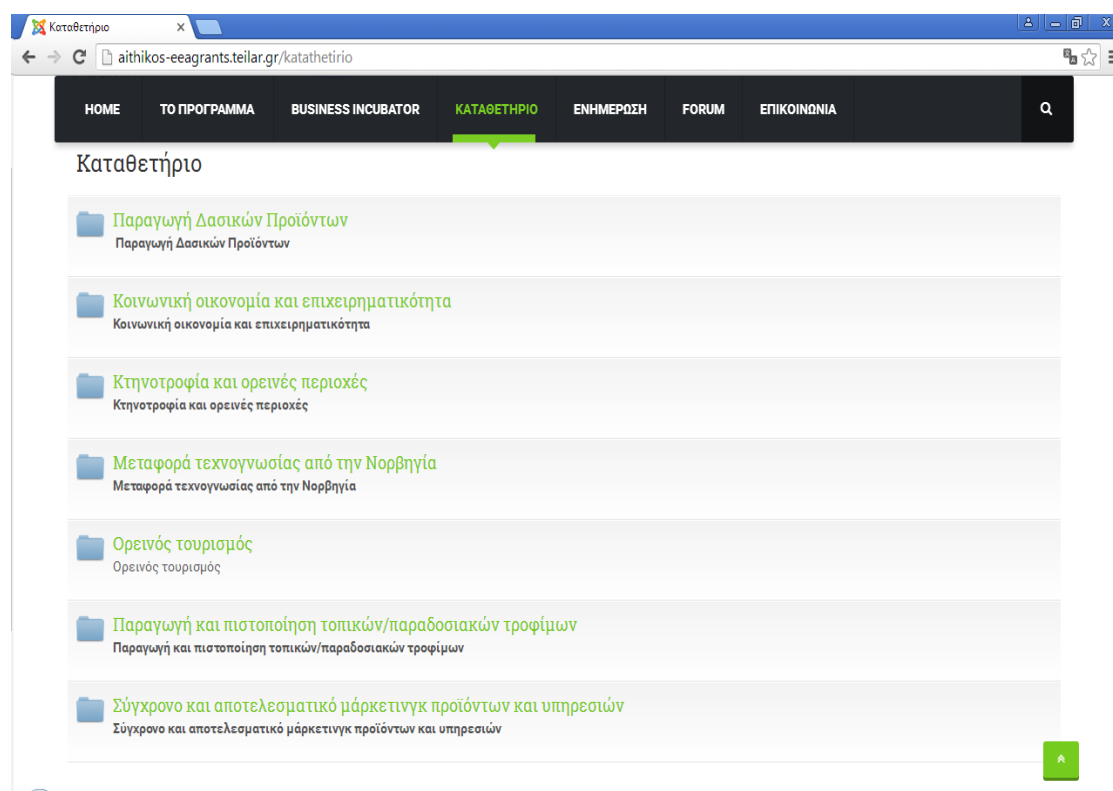 Καταθετήριο
aithikos-eeagrants.teilar.gr/katathetirio
HOME ΤΟ ΠΡΟΓΡΑΜΜΑ BUSINESS INCUBATOR ΚΑΤΑΘΕΤΗΡΙΟ ΕΝΗΜΕΡΩΣΗ FORUM ΕΠΙΚΟΙΝΩΝΙΑ
Καταθετήριο
Παραγωγή Δασικών Προϊόντων
Παραγωγή Δασικών Προϊόντων
Κοινωνική οικονομία και επιχειρηματικότητα
Κοινωνική οικονομία και επιχειρηματικότητα
Κτηνοτροφία και ορεινές περιοχές
Κτηνοτροφία και ορεινές περιοχές
Μεταφορά τεχνογνωσίας από την Νορβηγία
Μεταφορά τεχνογνωσίας από την Νορβηγία
Ορεινός τουρισμός
Ορεινός τουρισμός
Παραγωγή και πιστοποίηση τοπικών/παραδοσιακών τροφίμων
Παραγωγή και πιστοποίηση τοπικών/παραδοσιακών τροφίμων
Σύγχρονο και αποτελεσματικό μάρκετινγκ προϊόντων και υπηρεσιών
Σύγχρονο και αποτελεσματικό μάρκετινγκ προϊόντων και υπηρεσιών